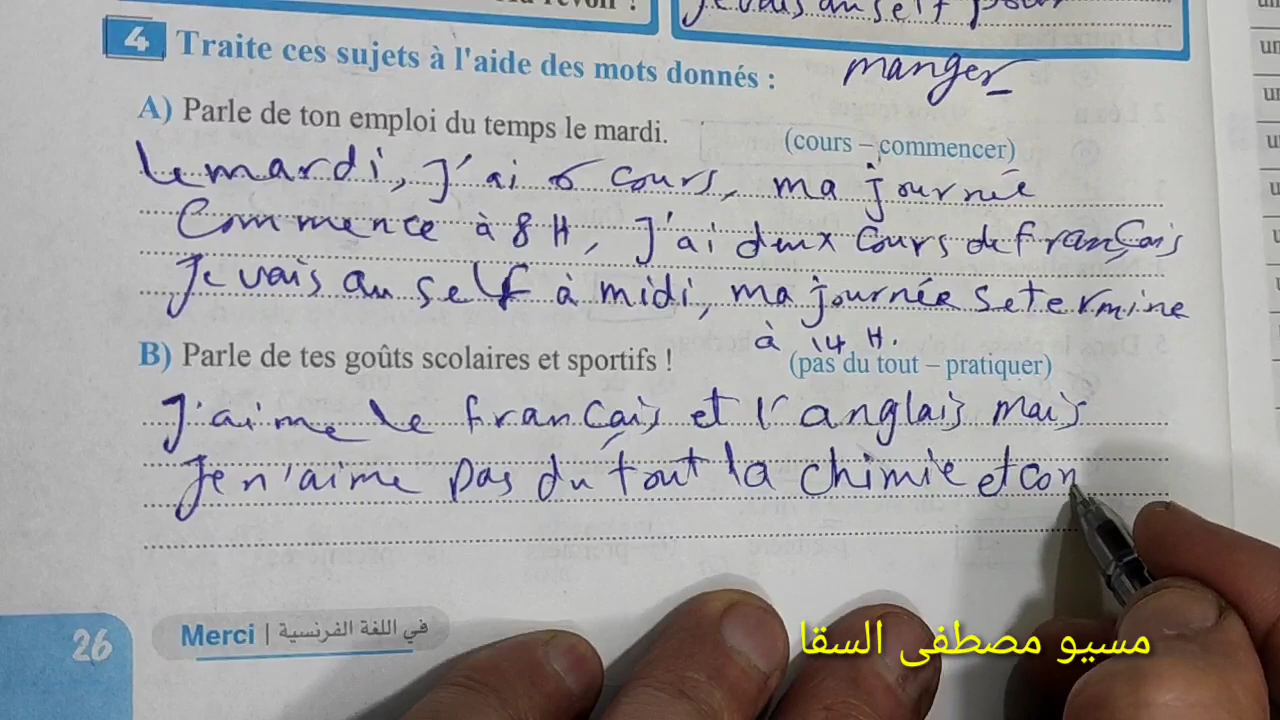 Je vais au self pour
manger
4 Traite ces sujets à l'aide des mots donnés :
A) Parle de ton emploi du temps le mardi. (cours – commencer)
Le mardi, J'ai 6 cours, ma journée
Commence à 8 H, J'ai deux cours de français
Je vais au self à midi, ma journée se termine
à 14 H.
B) Parle de tes goûts scolaires et sportifs ! (pas du tout – pratiquer)
J'aime le français et l'anglais mais
Je n'aime pas du tout la chimie et con
26 Merci | في اللغة الفرنسية
مسيو مصطفى السقا